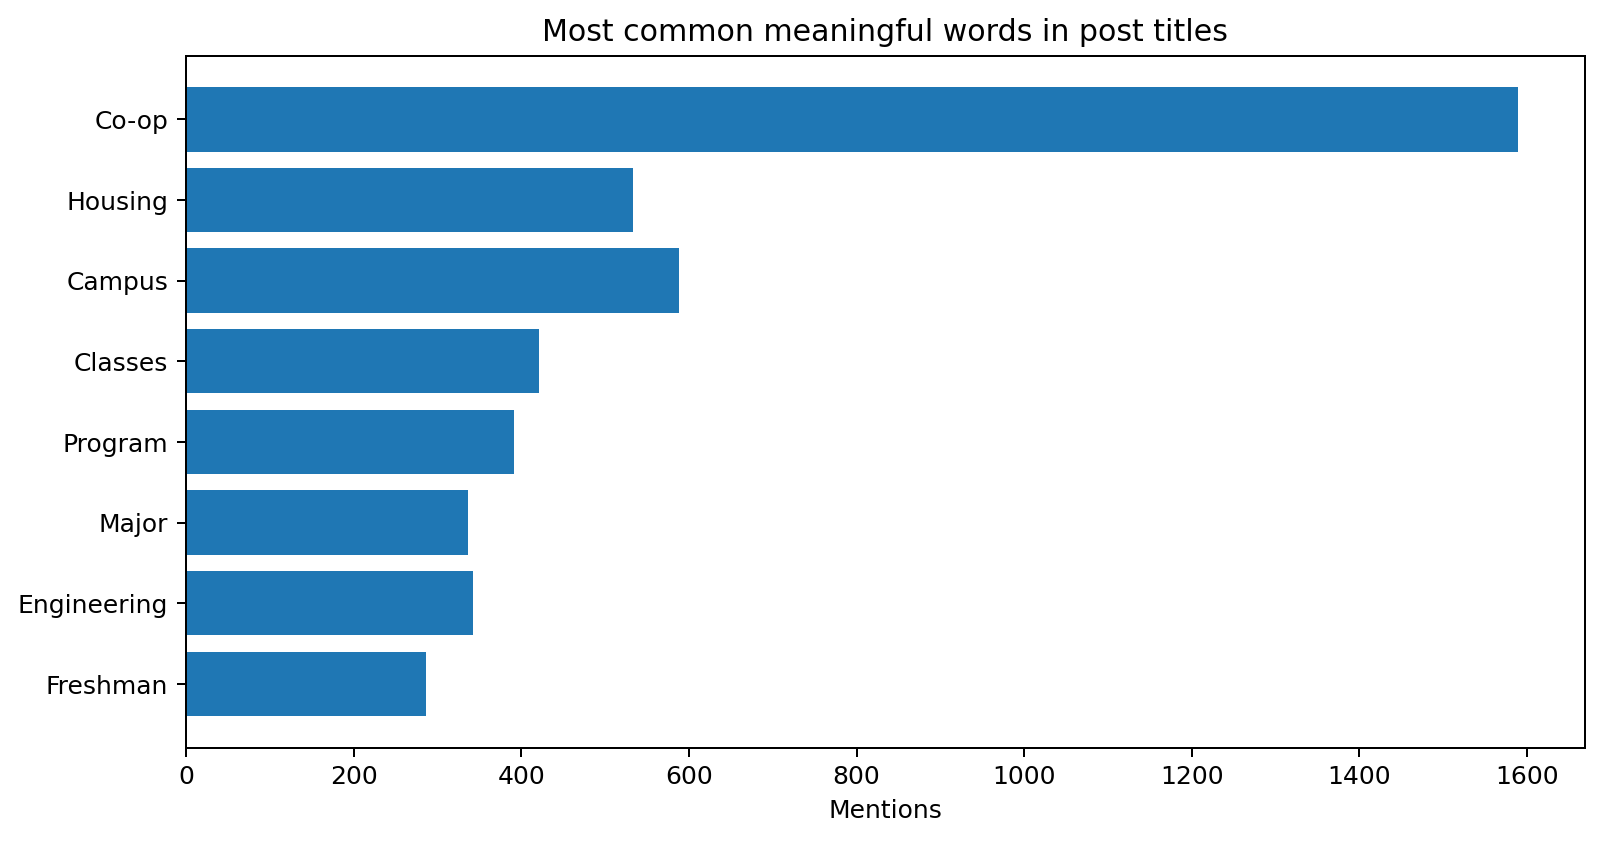 Most common meaningful words in post titles
Co-op
Housing
Campus
Classes
Program
Major
Engineering
Freshman
0 200 400 600 800 1000 1200 1400 1600
Mentions